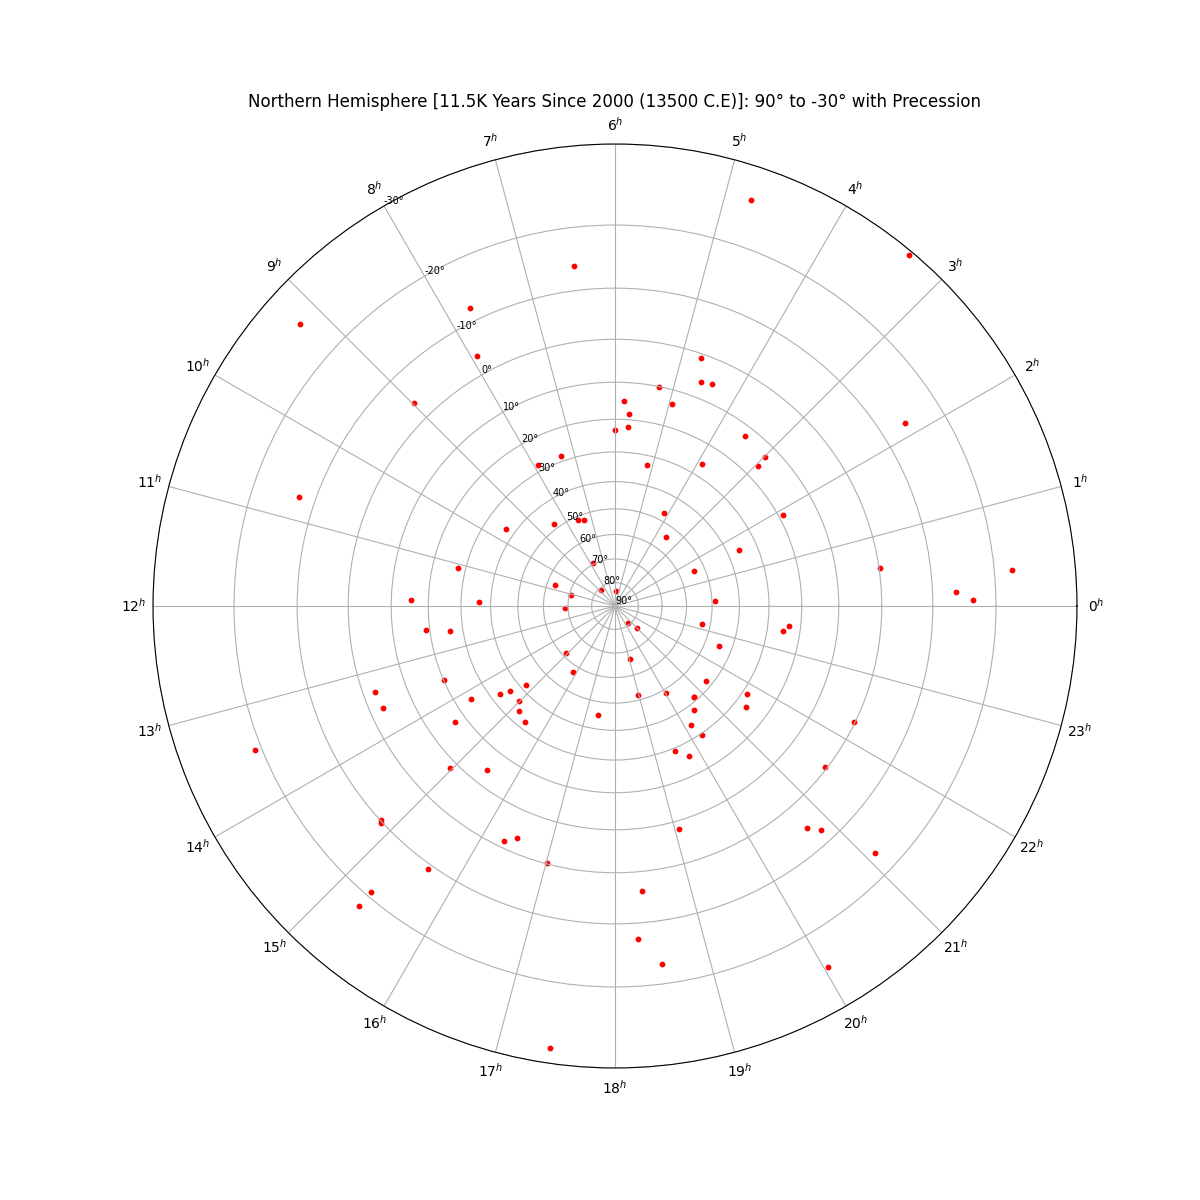 Northern Hemisphere [11.5K Years Since 2000 (13500 C.E)]: 90° to -30° with Precession
6ʰ
7ʰ
5ʰ
8ʰ
4ʰ
-30°
9ʰ
3ʰ
-20°
-10°
10ʰ
2ʰ
0°
10°
20°
30°
11ʰ
1ʰ
40°
50°
60°
70°
80°
90°
12ʰ
0ʰ
13ʰ
23ʰ
14ʰ
22ʰ
15ʰ
21ʰ
16ʰ
20ʰ
17ʰ
19ʰ
18ʰ